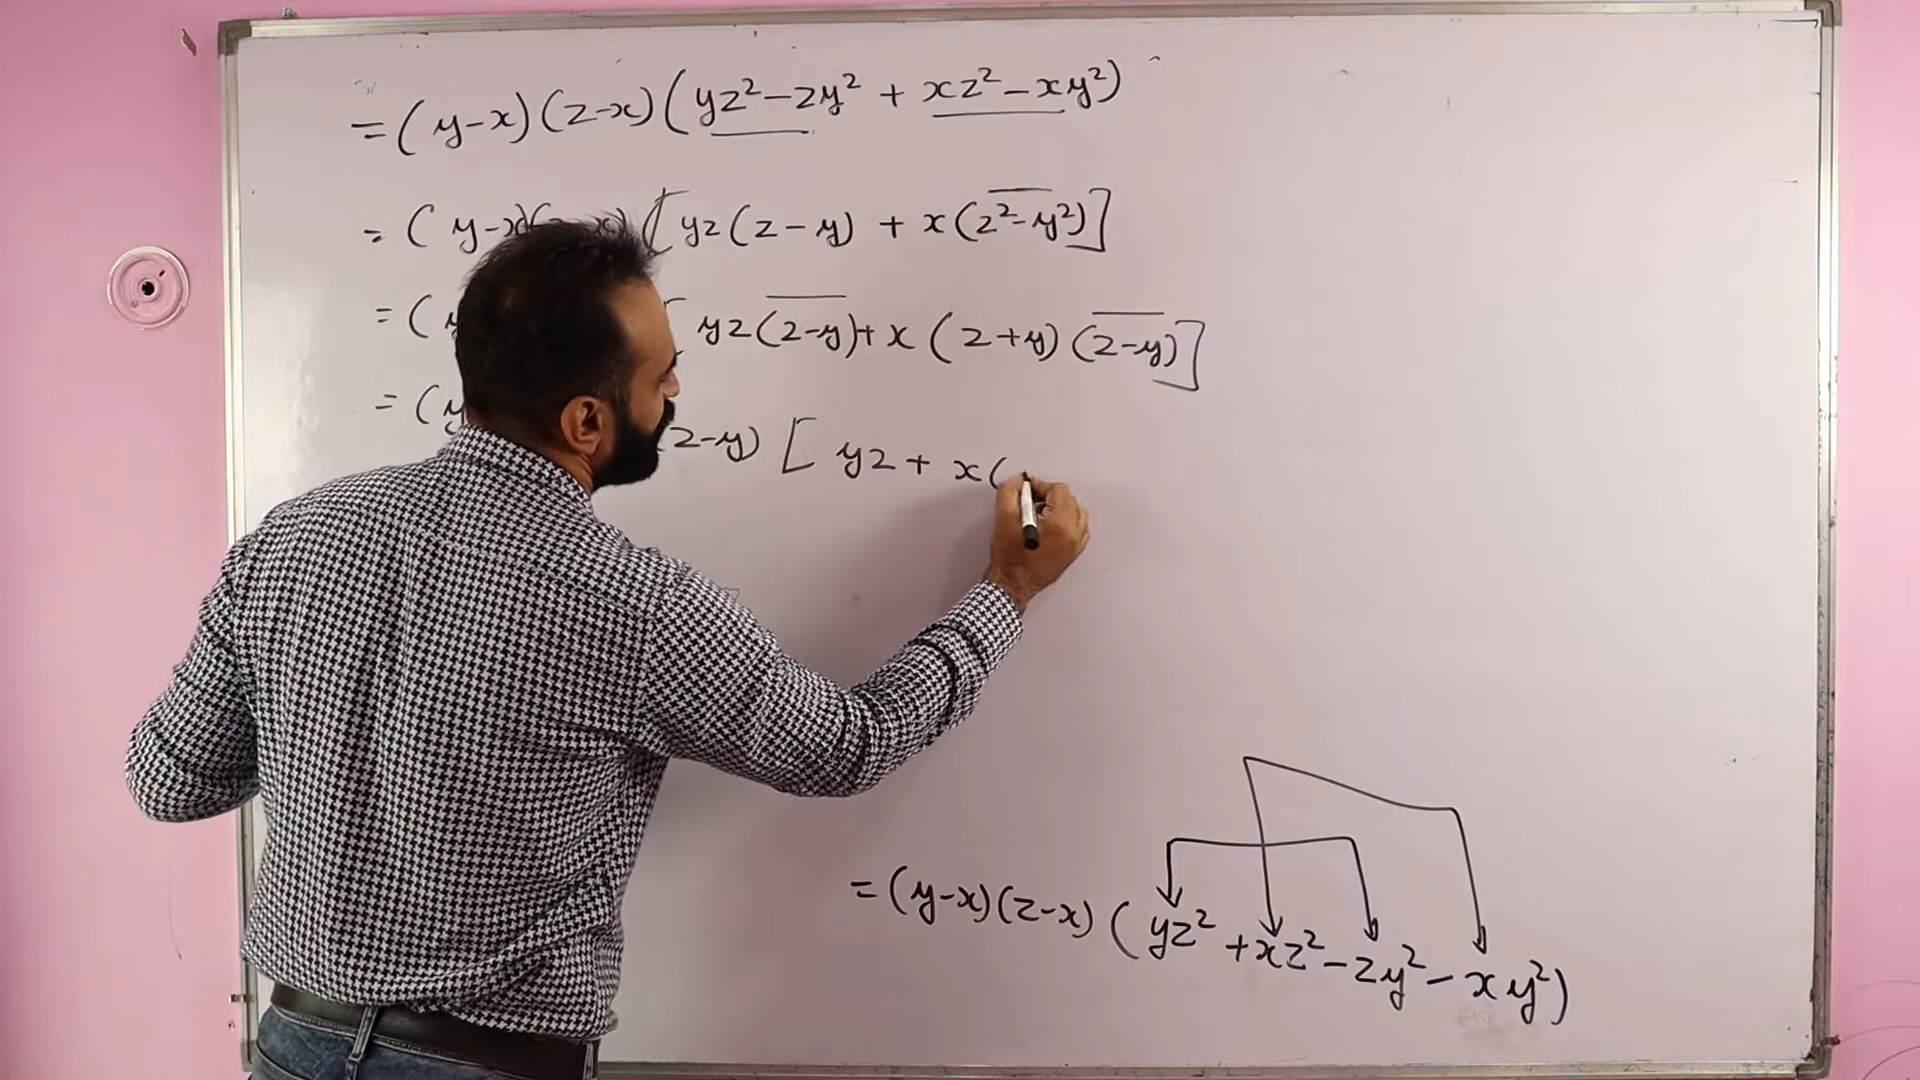 =(y-x)(z-x)(yz²-zy²+xz²-xy²)
=(y-x)( x)[yz(z-y)+x(z²-y²)]
=(y [yz(z-y)+x(z+y)(z-y)]
=(y z-y)[yz+x(
=(y-x)(z-x)(yz²+xz²-zy²-xy²)